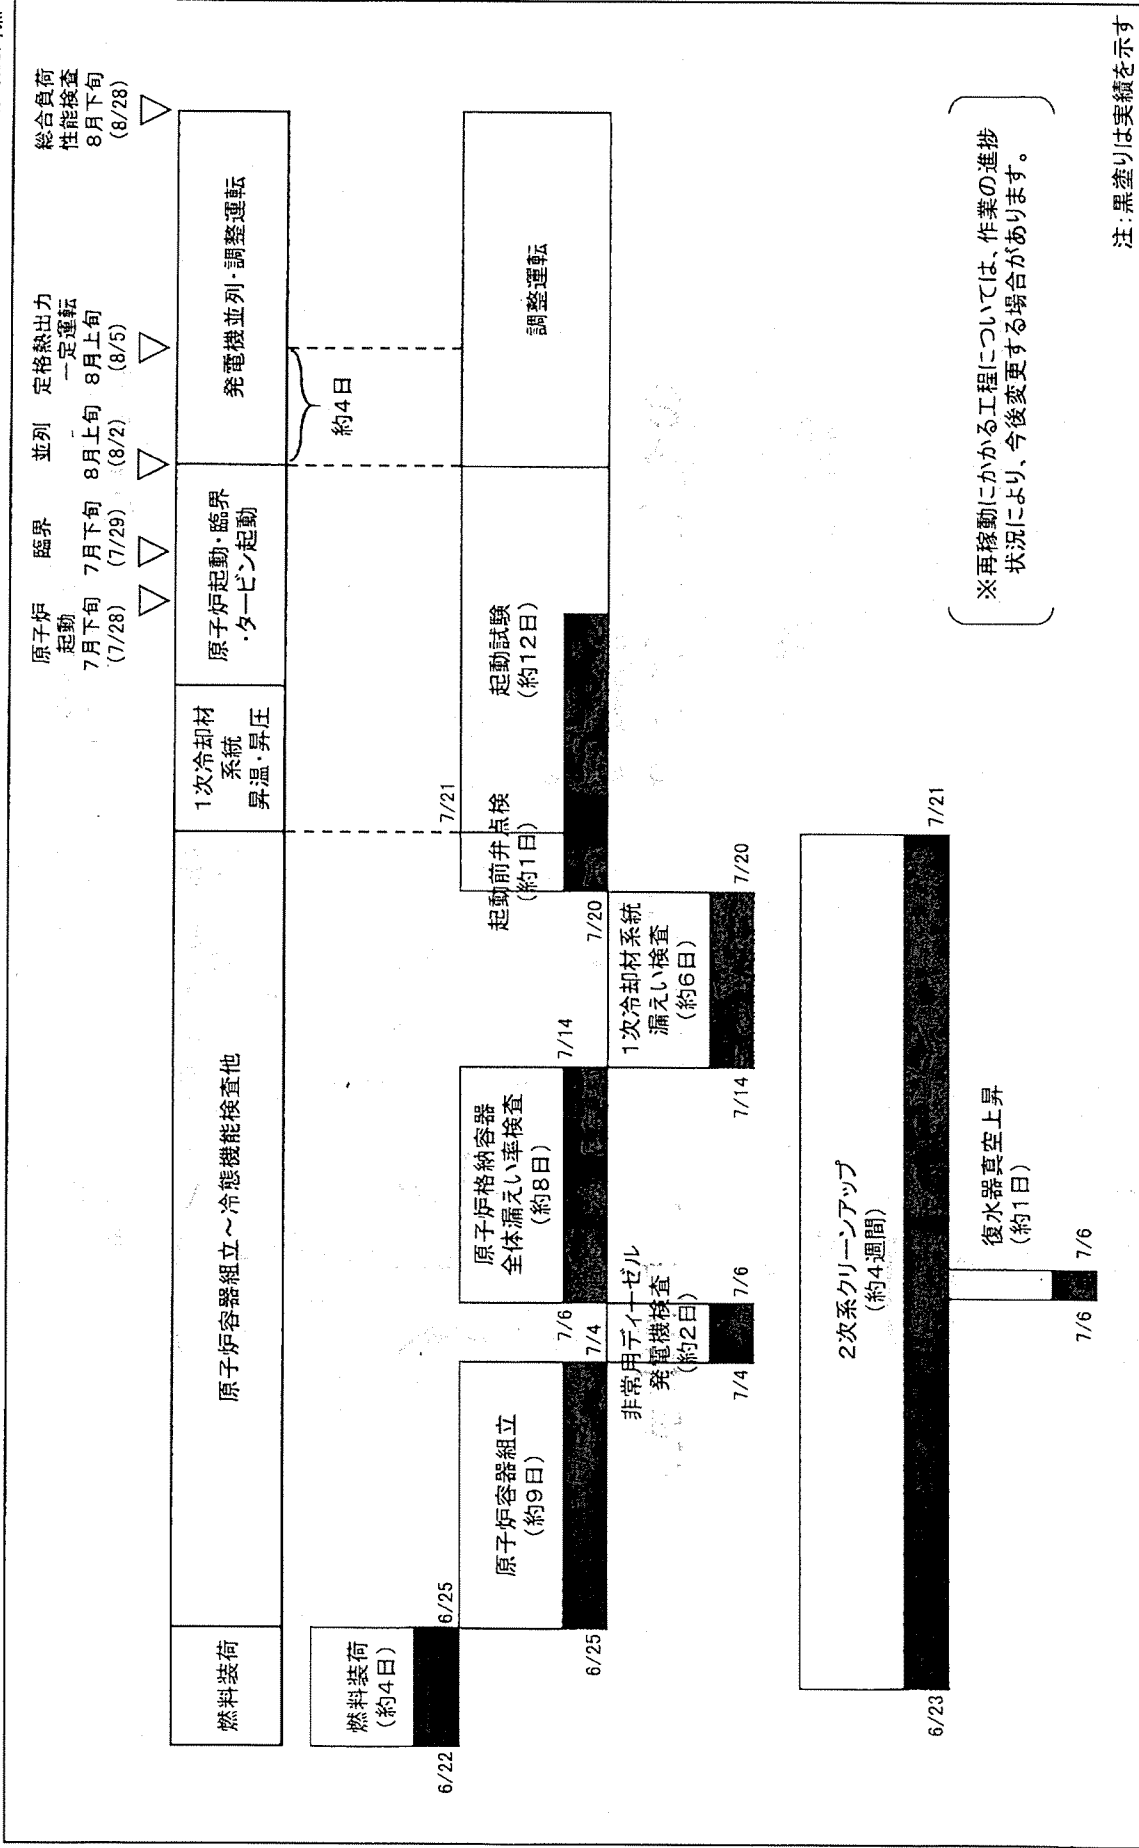 原子炉
起動
7月下旬
(7/28)
臨界
7月下旬
(7/29)
並列
8月上旬
(8/2)
定格熱出力
一定運転
8月上旬
(8/5)
総合負荷
性能検査
8月下旬
(8/28)
燃料装荷
原子炉容器組立～冷態機能検査他
1次冷却材
系統
昇温・昇圧
原子炉起動・臨界
・タービン起動
発電機並列・調整運転
約4日
燃料装荷
(約4日)
6/22
6/25
原子炉容器組立
(約9日)
6/25
7/4
非常用ディーゼル
発電機検査
(約2日)
7/4
7/6
原子炉格納容器
全体漏えい率検査
(約8日)
7/6
7/14
1次冷却材系統
漏えい検査
(約6日)
7/14
7/20
起動前弁点検
(約1日)
7/20
7/21
起動試験
(約12日)
調整運転
2次系クリーンアップ
(約4週間)
6/23
7/21
復水器真空上昇
(約1日)
7/6
7/6
※再稼動にかかる工程については、作業の進捗
状況により、今後変更する場合があります。
注：黒塗りは実績を示す